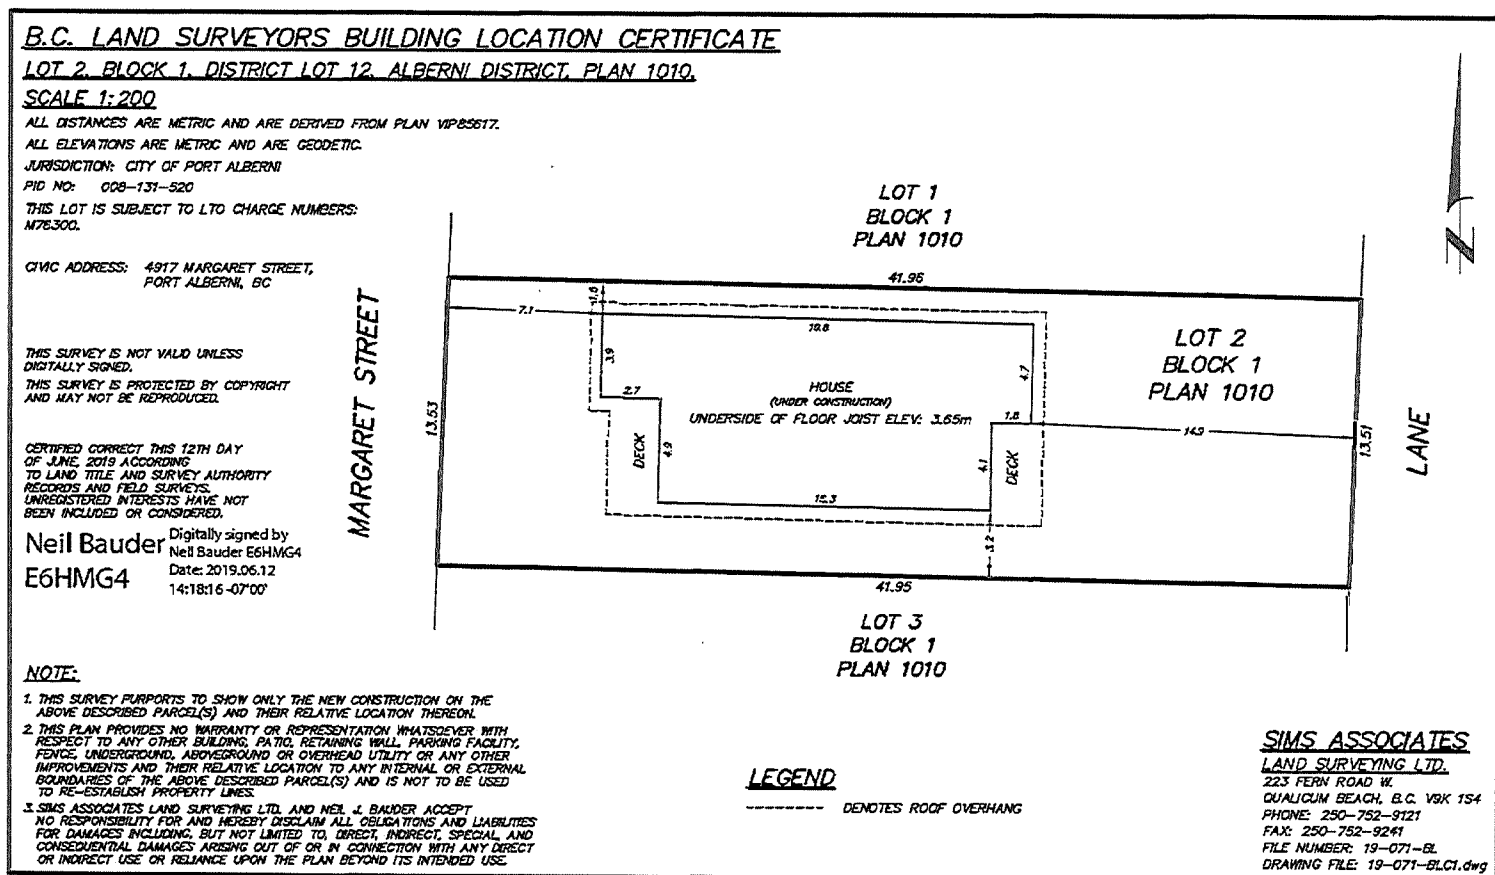 B.C. LAND SURVEYORS BUILDING LOCATION CERTIFICATE
LOT 2, BLOCK 1, DISTRICT LOT 12, ALBERNI DISTRICT, PLAN 1010.
SCALE 1:200
ALL DISTANCES ARE METRIC AND ARE DERIVED FROM PLAN VIP85617.
ALL ELEVATIONS ARE METRIC AND ARE GEODETIC.
JURISDICTION: CITY OF PORT ALBERNI
PID NO: 008-131-520
THIS LOT IS SUBJECT TO LTO CHARGE NUMBERS:
M76300.
CIVIC ADDRESS: 4917 MARGARET STREET,
PORT ALBERNI, BC
THIS SURVEY IS NOT VALID UNLESS
DIGITALLY SIGNED.
THIS SURVEY IS PROTECTED BY COPYRIGHT
AND MAY NOT BE REPRODUCED.
CERTIFIED CORRECT THIS 12TH DAY
OF JUNE, 2019 ACCORDING
TO LAND TITLE AND SURVEY AUTHORITY
RECORDS AND FIELD SURVEYS.
UNREGISTERED INTERESTS HAVE NOT
BEEN INCLUDED OR CONSIDERED.
Neil Bauder
E6HMG4
Digitally signed by
Neil Bauder E6HMG4
Date: 2019.06.12
14:18:16 -07'00'
LOT 1
BLOCK 1
PLAN 1010
N
41.96
MARGARET STREET
13.53
7.1
1.6
19.8
3.9
2.7
4.7
HOUSE
(UNDER CONSTRUCTION)
UNDERSIDE OF FLOOR JOIST ELEV: 3.65m
1.8
DECK
4.9
4.1
DECK
15.3
3.2
LOT 2
BLOCK 1
PLAN 1010
14.9
13.51
LANE
41.95
LOT 3
BLOCK 1
PLAN 1010
NOTE:
1. THIS SURVEY PURPORTS TO SHOW ONLY THE NEW CONSTRUCTION ON THE
ABOVE DESCRIBED PARCEL(S) AND THEIR RELATIVE LOCATION THEREON.
2. THIS PLAN PROVIDES NO WARRANTY OR REPRESENTATION WHATSOEVER WITH
RESPECT TO ANY OTHER BUILDING, PATIO, RETAINING WALL, PARKING FACILITY,
FENCE, UNDERGROUND, ABOVEGROUND OR OVERHEAD UTILITY OR ANY OTHER
IMPROVEMENTS AND THEIR RELATIVE LOCATION TO ANY INTERNAL OR EXTERNAL
BOUNDARIES OF THE ABOVE DESCRIBED PARCEL(S) AND IS NOT TO BE USED
TO RE-ESTABLISH PROPERTY LINES.
3. SIMS ASSOCIATES LAND SURVEYING LTD. AND NEIL J. BAUDER ACCEPT
NO RESPONSIBILITY FOR AND HEREBY DISCLAIM ALL OBLIGATIONS AND LIABILITIES
FOR DAMAGES INCLUDING, BUT NOT LIMITED TO, DIRECT, INDIRECT, SPECIAL, AND
CONSEQUENTIAL DAMAGES ARISING OUT OF OR IN CONNECTION WITH ANY DIRECT
OR INDIRECT USE OR RELIANCE UPON THE PLAN BEYOND ITS INTENDED USE.
LEGEND
DENOTES ROOF OVERHANG
SIMS ASSOCIATES
LAND SURVEYING LTD.
223 FERN ROAD W.
QUALICUM BEACH, B.C. V9K 1S4
PHONE: 250-752-9121
FAX: 250-752-9241
FILE NUMBER: 19-071-BL
DRAWING FILE: 19-071-BLC1.dwg